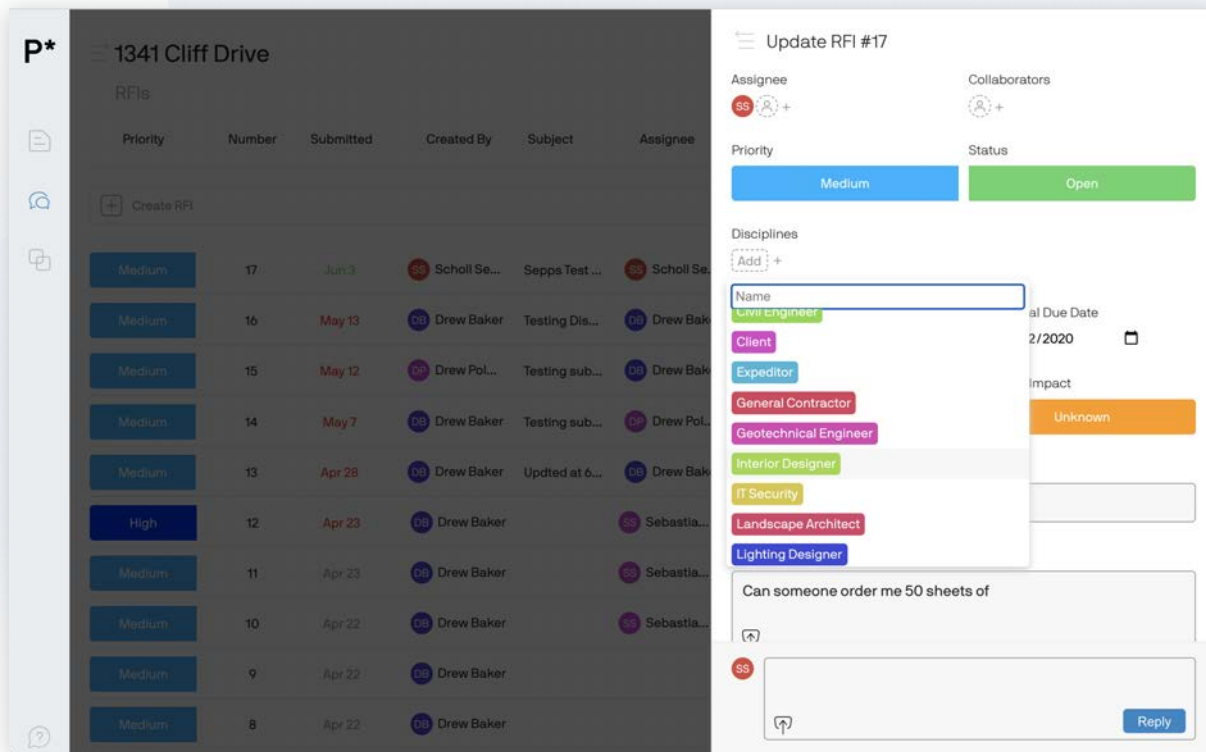 P*
1341 Cliff Drive
RFIs
Priority Number Submitted Created By Subject Assignee
Create RFI
Medium 17 Jun 3 SS Scholl Se... Sepps Test ... SS Scholl Se.
Medium 16 May 13 DB Drew Baker Testing Dis... DB Drew Bak
Medium 15 May 12 DP Drew Pol... Testing sub... DB Drew Bak
Medium 14 May 7 DB Drew Baker Testing sub... DP Drew Pol..
Medium 13 Apr 28 DB Drew Baker Updted at 6... DB Drew Bak
High 12 Apr 23 DB Drew Baker SS Sebastia...
Medium 11 Apr 23 DB Drew Baker SS Sebastia...
Medium 10 Apr 22 DB Drew Baker SS Sebastia...
Medium 9 Apr 22 DB Drew Baker
Medium 8 Apr 22 DB Drew Baker
Update RFI #17
Assignee Collaborators
SS + +
Priority Status
Medium Open
Disciplines
Add +
Name
Civil Engineer al Due Date
Client 2/2020
Expeditor
General Contractor Impact
Geotechnical Engineer Unknown
Interior Designer
IT Security
Landscape Architect
Lighting Designer
Can someone order me 50 sheets of
SS
Reply